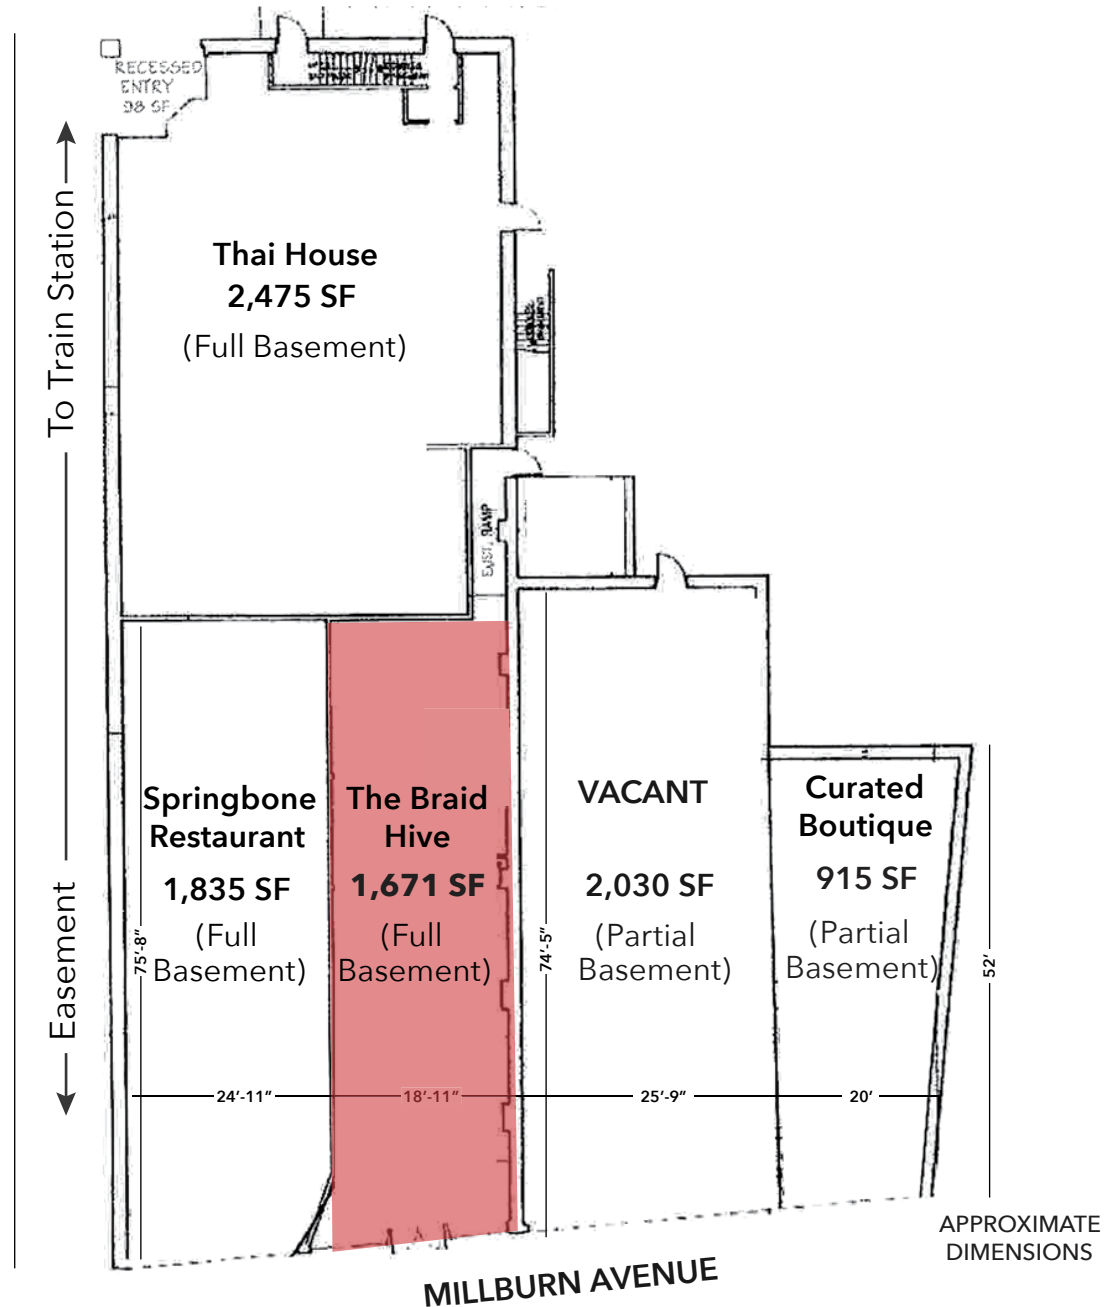 RECESSED
ENTRY
98 SF
To Train Station
Easement
Thai House
2,475 SF
(Full Basement)
EXIST. RAMP
Springbone
Restaurant
1,835 SF
(Full
Basement)
75'-8"
24'-11"
The Braid
Hive
1,671 SF
(Full
Basement)
18'-11"
VACANT
2,030 SF
(Partial
Basement)
74'-5"
25'-9"
Curated
Boutique
915 SF
(Partial
Basement)
20'
52'
APPROXIMATE
DIMENSIONS
MILLBURN AVENUE